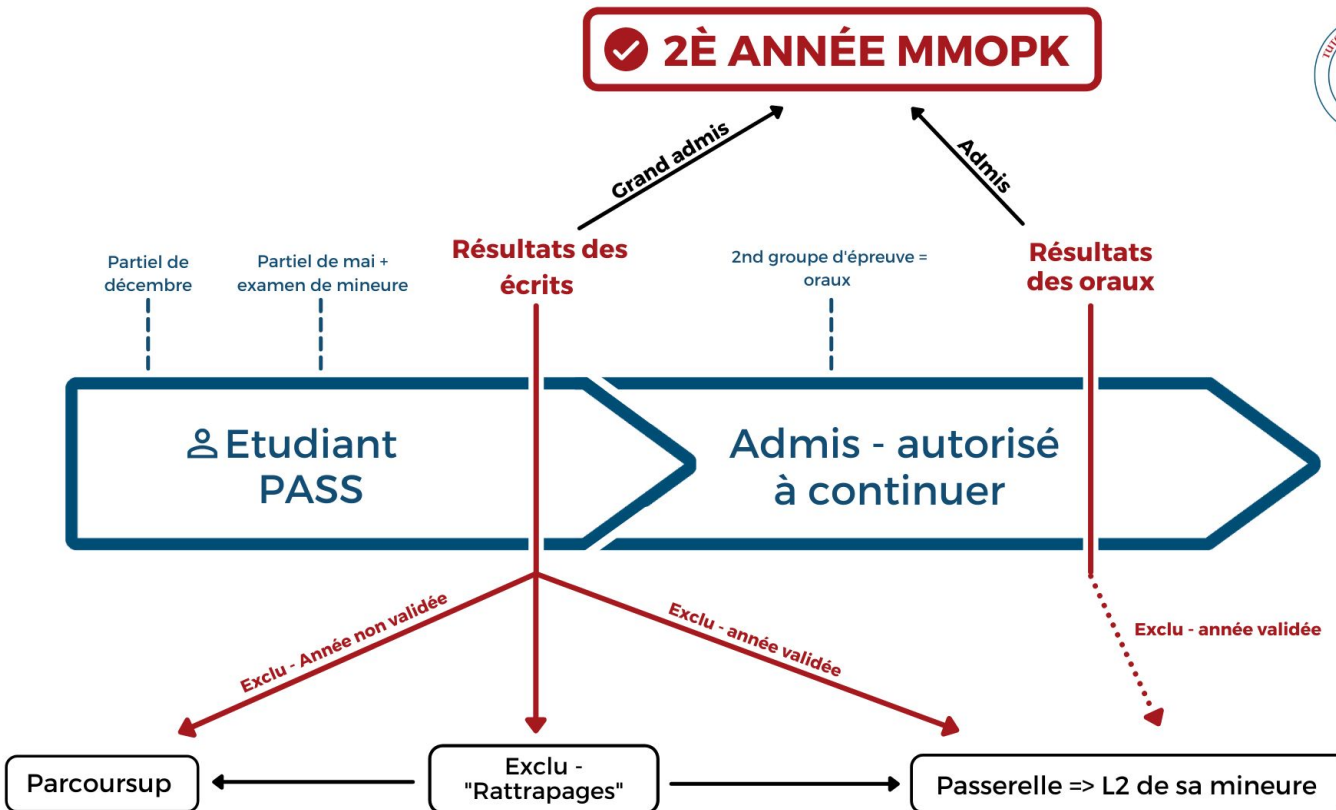 2È ANNÉE MMOPK
TUTO
Grand admis
Admis
Partiel de
décembre
Partiel de mai +
examen de mineure
Résultats des
écrits
2nd groupe d'épreuve =
oraux
Résultats
des oraux
Etudiant
PASS
Admis - autorisé
à continuer
Exclu - Année non validée
Exclu - année validée
Exclu - année validée
Parcoursup
Exclu -
"Rattrapages"
Passerelle => L2 de sa mineure